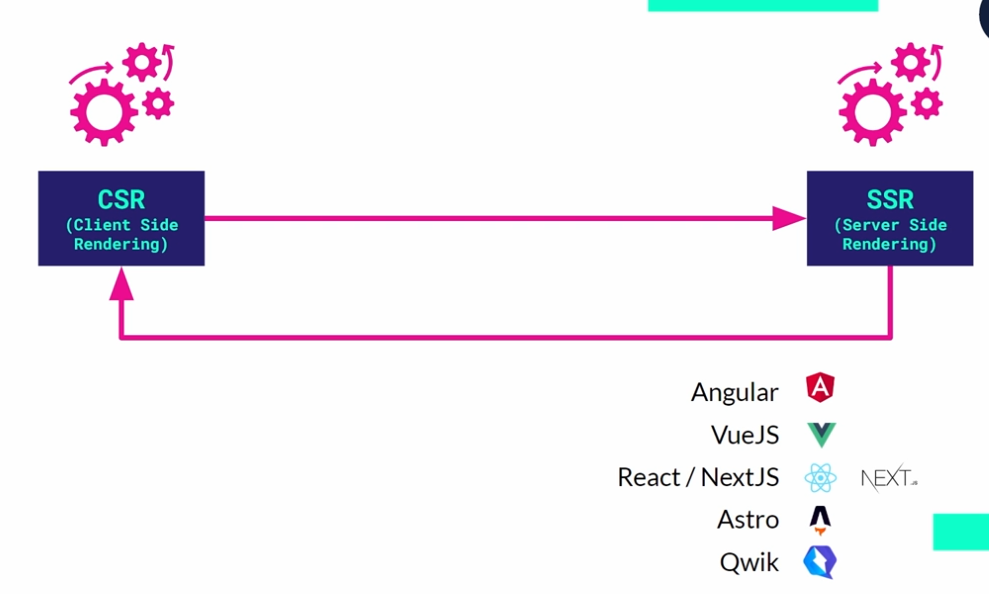 CSR
(Client Side
Rendering)
SSR
(Server Side
Rendering)
Angular
A
VueJS
React / NextJS
NEXT.JS
Astro
Qwik